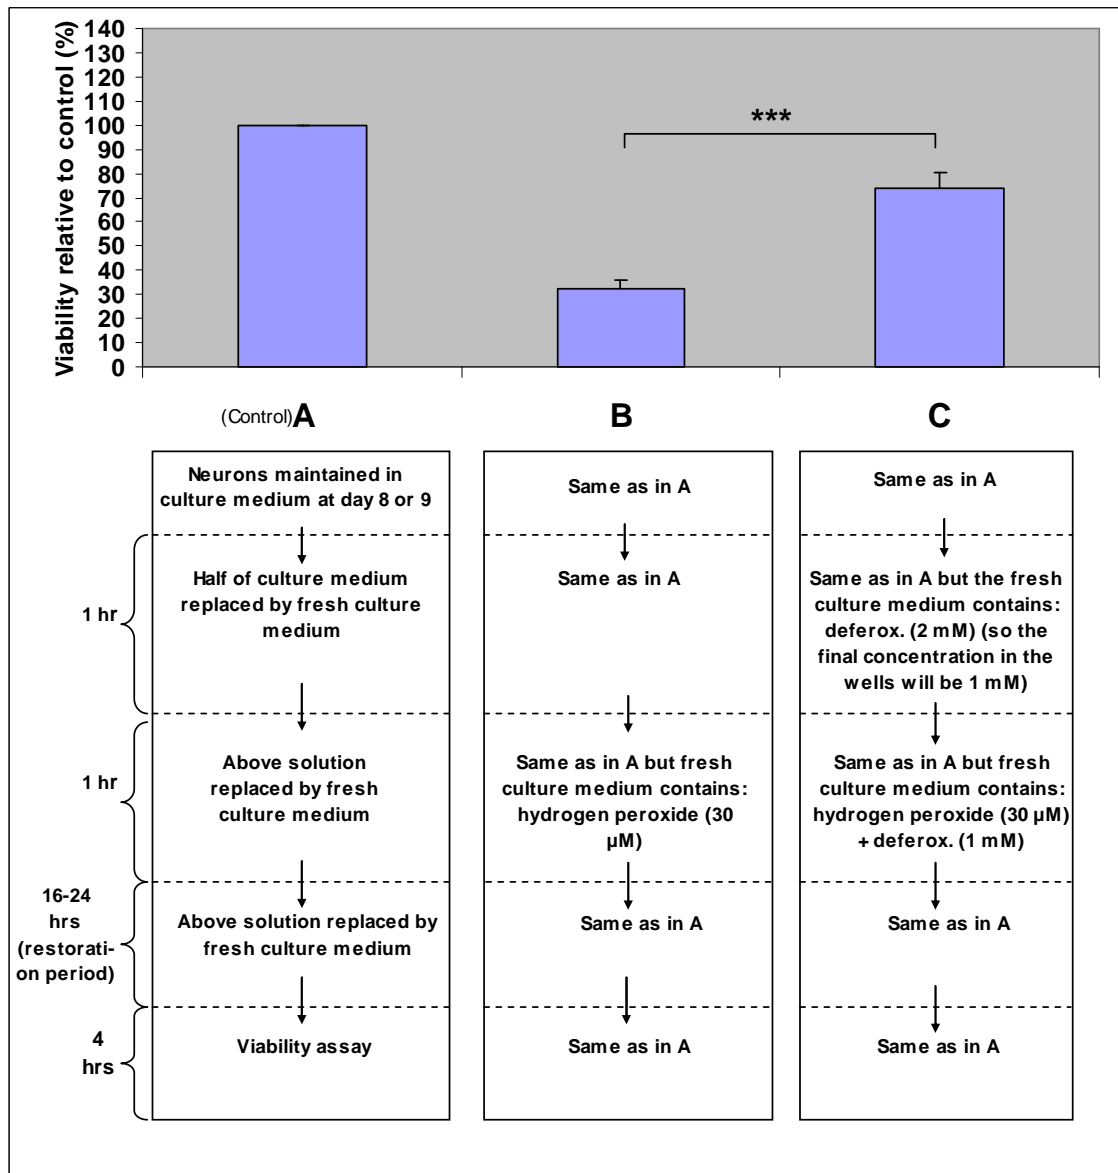 Viability relative to control (%)
140
130
120
110
100
90
80
70
60
50
40
30
20
10
0
***
(Control) A
B
C
Neurons maintained in
culture medium at day 8 or 9
Same as in A
Same as in A
1 hr
Half of culture medium
replaced by fresh culture
medium
Same as in A
Same as in A but the fresh
culture medium contains:
deferox. (2 mM) (so the
final concentration in the
wells will be 1 mM)
1 hr
Above solution
replaced by fresh
culture medium
Same as in A but fresh
culture medium contains:
hydrogen peroxide (30
µM)
Same as in A but fresh
culture medium contains:
hydrogen peroxide (30 µM)
+ deferox. (1 mM)
16-24
hrs
(restorati-
on period)
Above solution replaced by
fresh culture medium
Same as in A
Same as in A
4
hrs
Viability assay
Same as in A
Same as in A